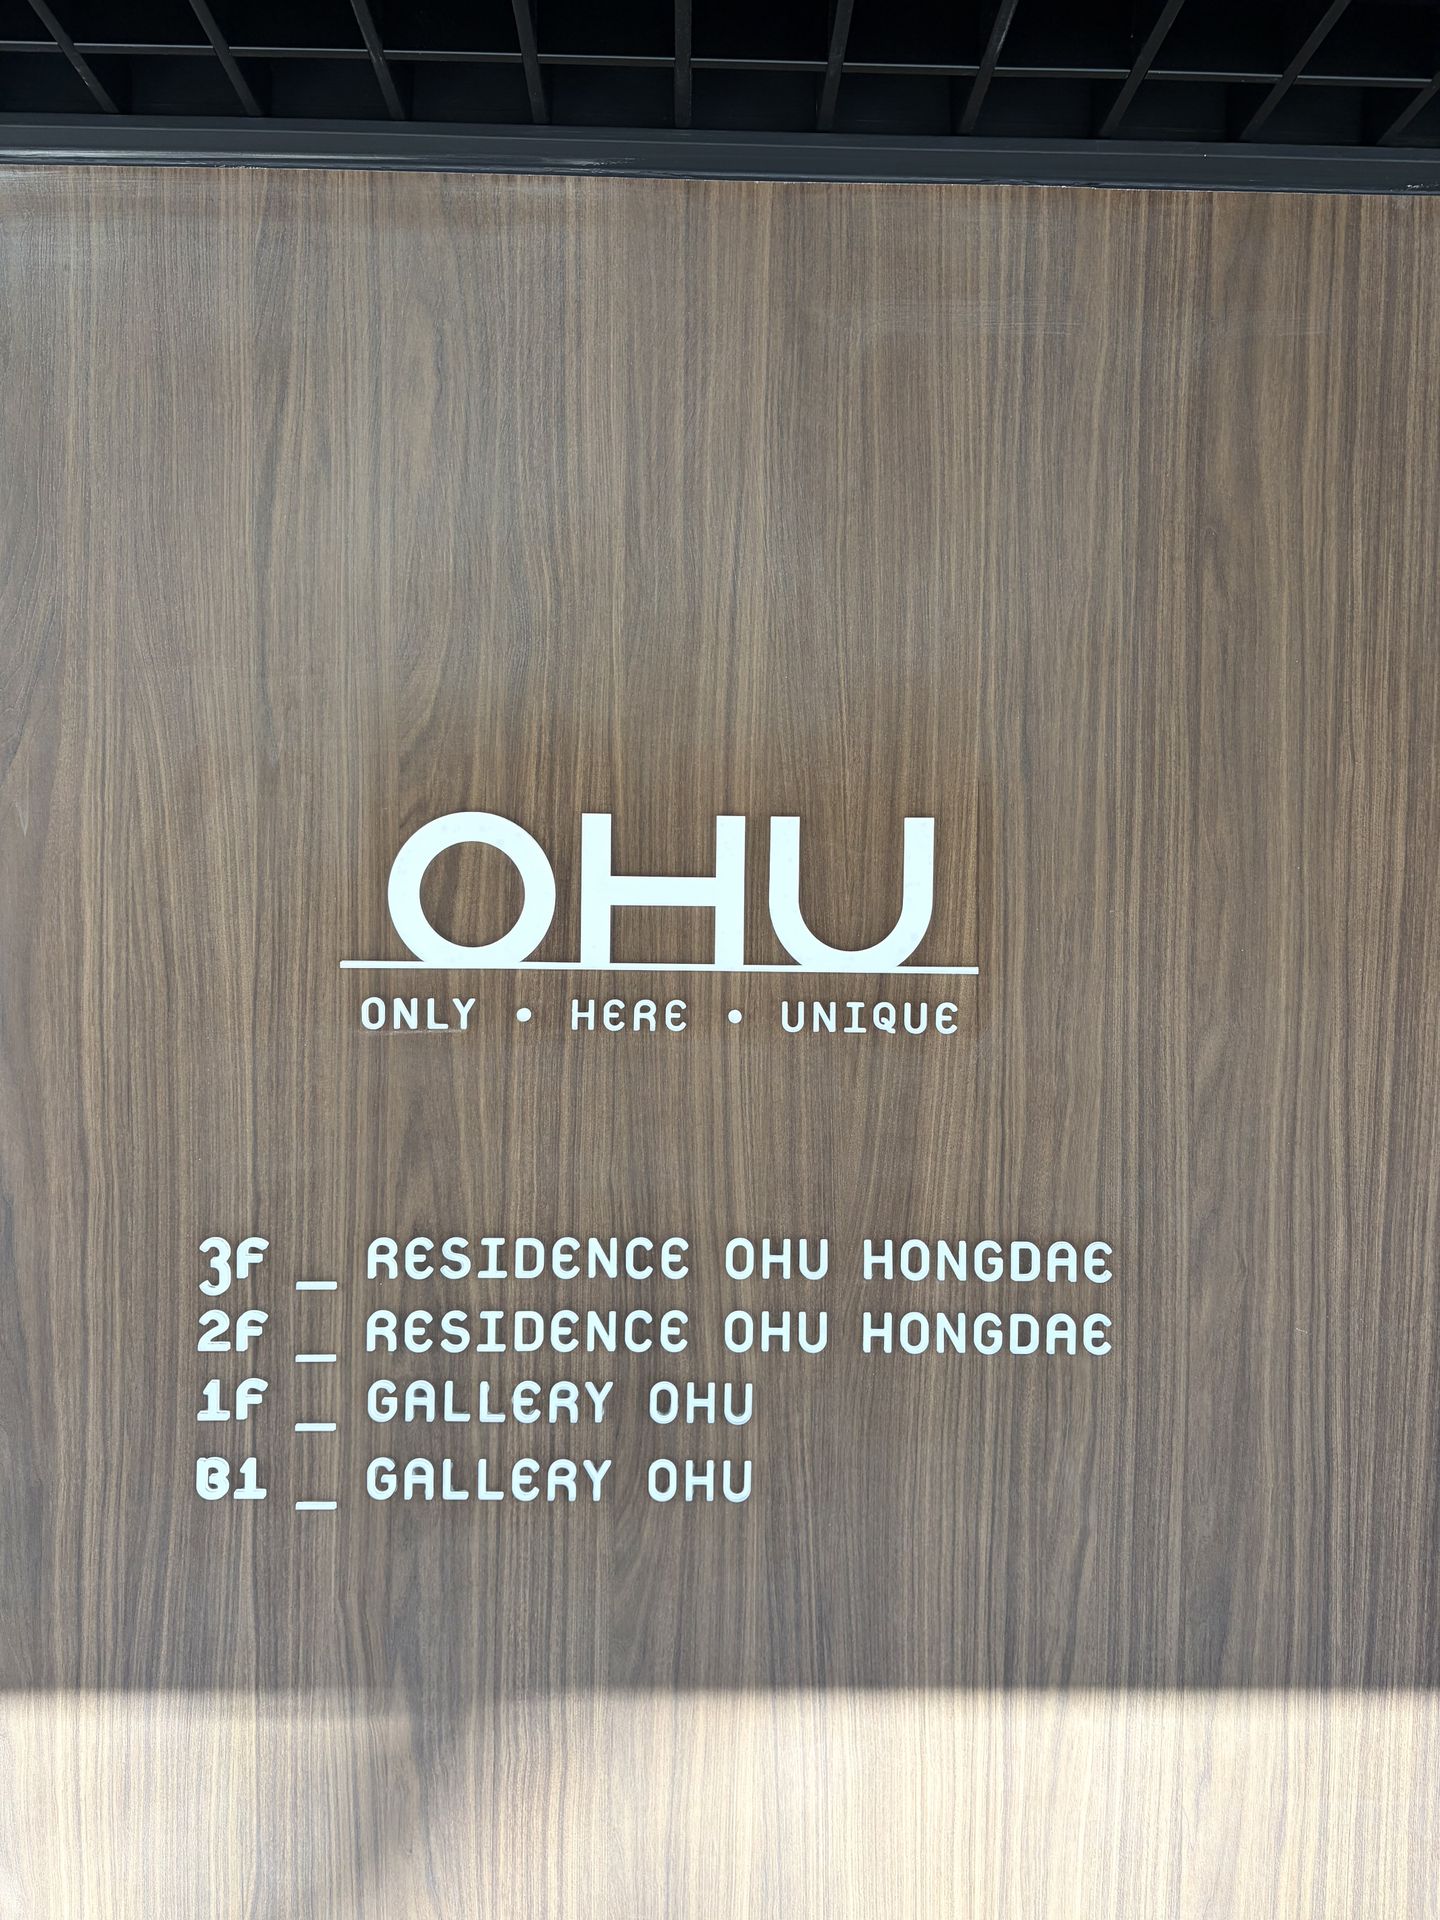 OHU
ONLY • HERE • UNIQUE
3F _ RESIDENCE OHU HONGDAE
2F _ RESIDENCE OHU HONGDAE
1F _ GALLERY OHU
B1 _ GALLERY OHU